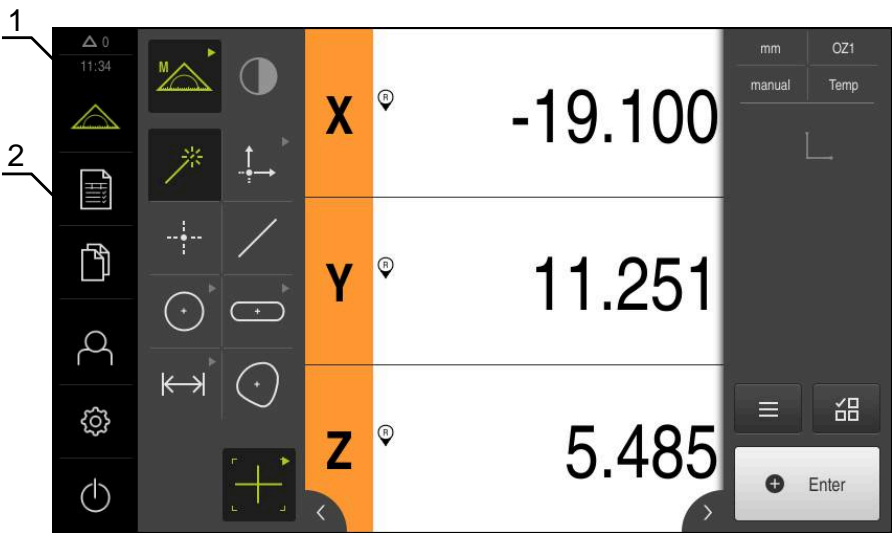 1
2
0
11:34
M
X
R
-19.100
Y
R
11.251
Z
R
5.485
mm
OZ1
manual
Temp
Enter